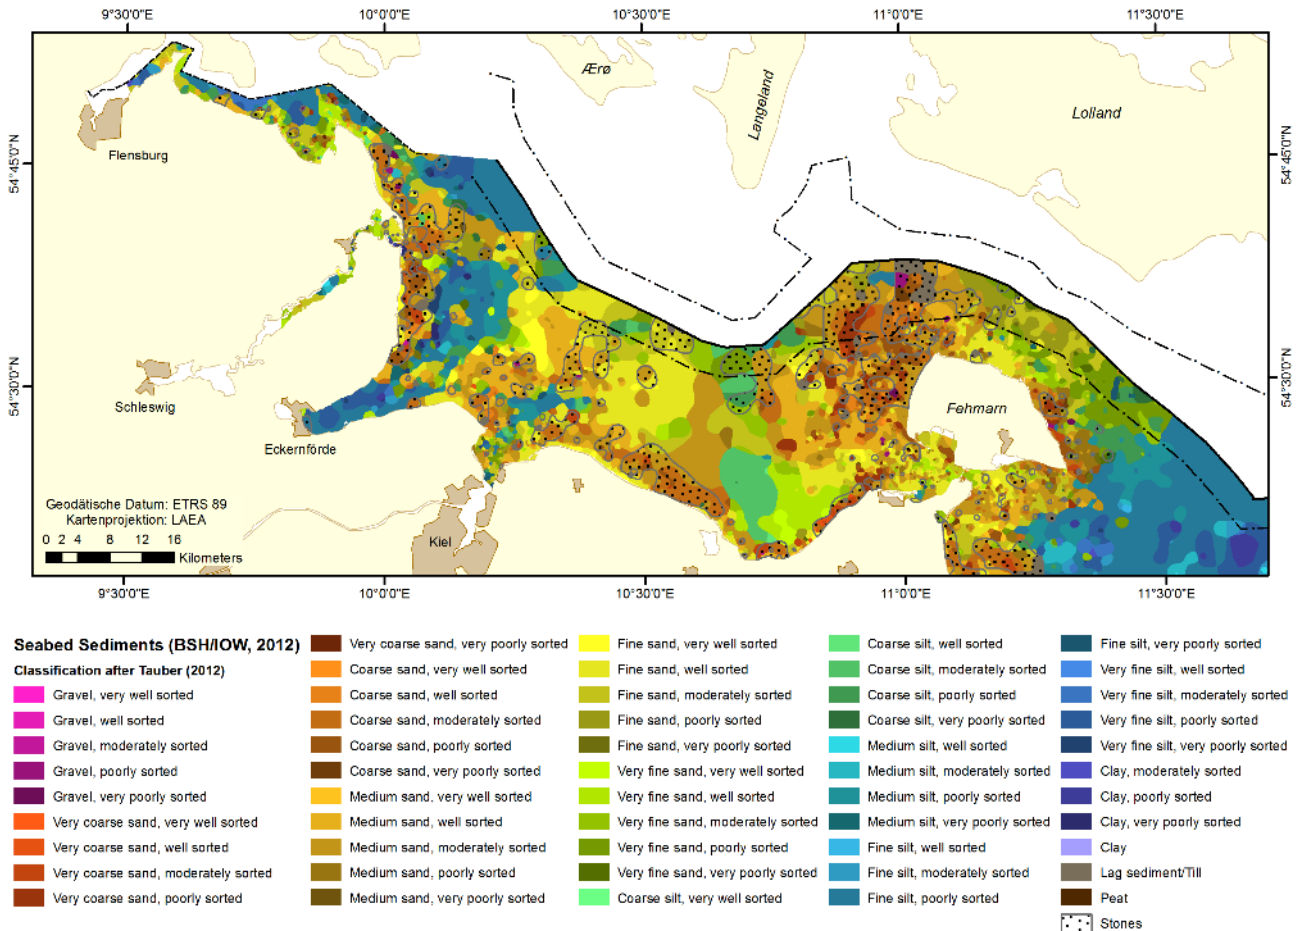 9°30'0"E 10°0'0"E 10°30'0"E 11°0'0"E 11°30'0"E
Ærø
Langeland
Lolland
Flensburg
54°45'0"N 54°45'0"N
54°30'0"N 54°30'0"N
Schleswig
Fehmarn
Eckernförde
Geodätische Datum: ETRS 89
Kartenprojektion: LAEA
0 2 4 8 12 16
Kilometers
Kiel
9°30'0"E 10°0'0"E 10°30'0"E 11°0'0"E 11°30'0"E
Seabed Sediments (BSH/IOW, 2012)
Classification after Tauber (2012)
Gravel, very well sorted
Gravel, well sorted
Gravel, moderately sorted
Gravel, poorly sorted
Gravel, very poorly sorted
Very coarse sand, very well sorted
Very coarse sand, well sorted
Very coarse sand, moderately sorted
Very coarse sand, poorly sorted
Very coarse sand, very poorly sorted
Coarse sand, very well sorted
Coarse sand, well sorted
Coarse sand, moderately sorted
Coarse sand, poorly sorted
Coarse sand, very poorly sorted
Medium sand, very well sorted
Medium sand, well sorted
Medium sand, moderately sorted
Medium sand, poorly sorted
Medium sand, very poorly sorted
Fine sand, very well sorted
Fine sand, well sorted
Fine sand, moderately sorted
Fine sand, poorly sorted
Fine sand, very poorly sorted
Very fine sand, very well sorted
Very fine sand, well sorted
Very fine sand, moderately sorted
Very fine sand, poorly sorted
Very fine sand, very poorly sorted
Coarse silt, very well sorted
Coarse silt, well sorted
Coarse silt, moderately sorted
Coarse silt, poorly sorted
Coarse silt, very poorly sorted
Medium silt, well sorted
Medium silt, moderately sorted
Medium silt, poorly sorted
Medium silt, very poorly sorted
Fine silt, well sorted
Fine silt, moderately sorted
Fine silt, poorly sorted
Fine silt, very poorly sorted
Very fine silt, well sorted
Very fine silt, moderately sorted
Very fine silt, poorly sorted
Very fine silt, very poorly sorted
Clay, moderately sorted
Clay, poorly sorted
Clay, very poorly sorted
Clay
Lag sediment/Till
Peat
Stones